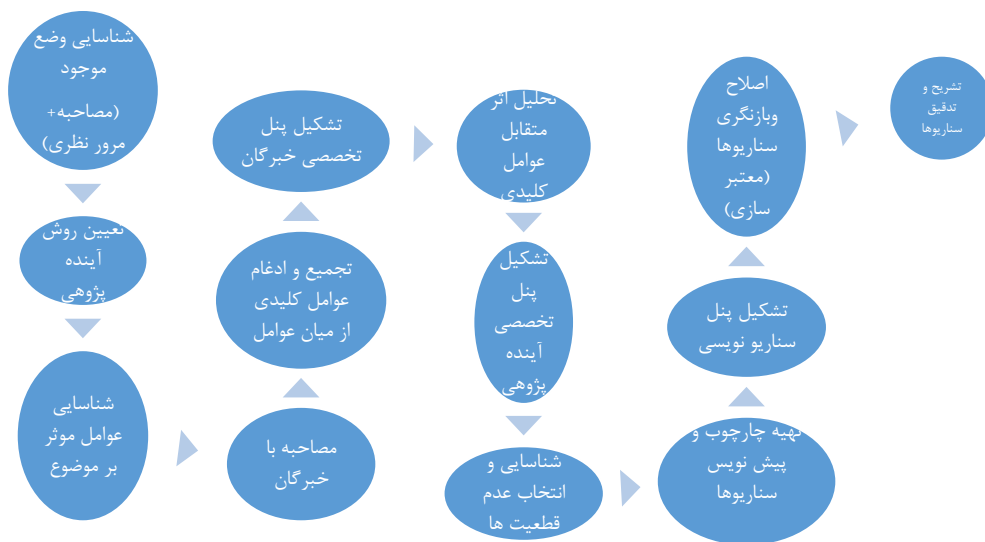 شناسایی وضع
موجود
(مصاحبه+
مرور نظری)
تعیین روش
آینده
پژوهی
شناسایی
عوامل موثر
بر موضوع
مصاحبه با
خبرگان
تجمیع و ادغام
عوامل کلیدی
از میان عوامل
تشکیل پنل
تخصصی خبرگان
تحلیل اثر
متقابل
عوامل
کلیدی
تشکیل
پنل
تخصصی
آینده
پژوهی
شناسایی و
انتخاب عدم
قطعیت ها
تهیه چارچوب و
پیش نویس
سناریوها
تشکیل پنل
سناریو نویسی
اصلاح
وبازنگری
سناریوها
(معتبر
سازی)
تشریح و
تدقیق
سناریوها